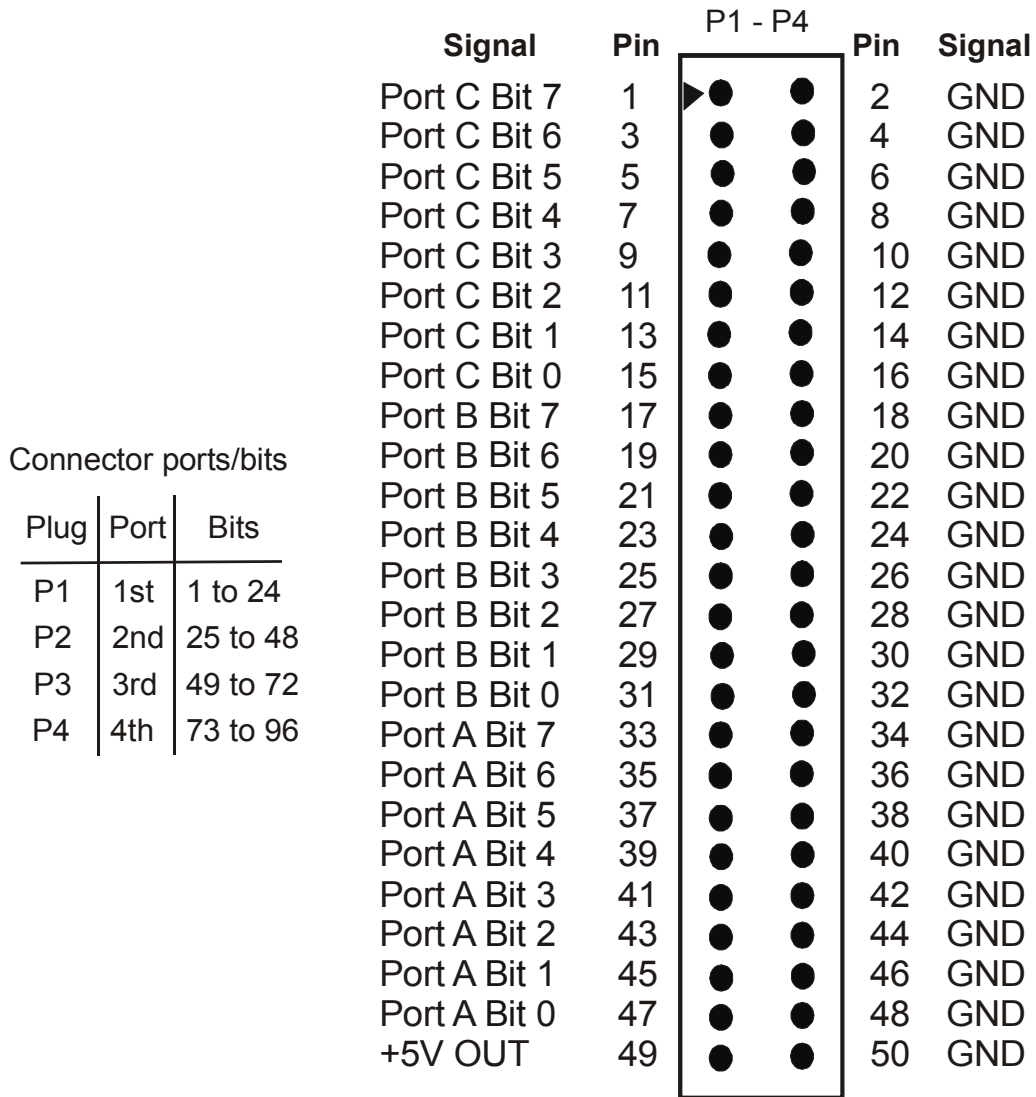 P1 - P4
Signal Pin Pin Signal
Port C Bit 7 1 2 GND
Port C Bit 6 3 4 GND
Port C Bit 5 5 6 GND
Port C Bit 4 7 8 GND
Port C Bit 3 9 10 GND
Port C Bit 2 11 12 GND
Port C Bit 1 13 14 GND
Port C Bit 0 15 16 GND
Port B Bit 7 17 18 GND
Port B Bit 6 19 20 GND
Port B Bit 5 21 22 GND
Port B Bit 4 23 24 GND
Port B Bit 3 25 26 GND
Port B Bit 2 27 28 GND
Port B Bit 1 29 30 GND
Port B Bit 0 31 32 GND
Port A Bit 7 33 34 GND
Port A Bit 6 35 36 GND
Port A Bit 5 37 38 GND
Port A Bit 4 39 40 GND
Port A Bit 3 41 42 GND
Port A Bit 2 43 44 GND
Port A Bit 1 45 46 GND
Port A Bit 0 47 48 GND
+5V OUT 49 50 GND
Connector ports/bits
Plug Port Bits
P1 1st 1 to 24
P2 2nd 25 to 48
P3 3rd 49 to 72
P4 4th 73 to 96